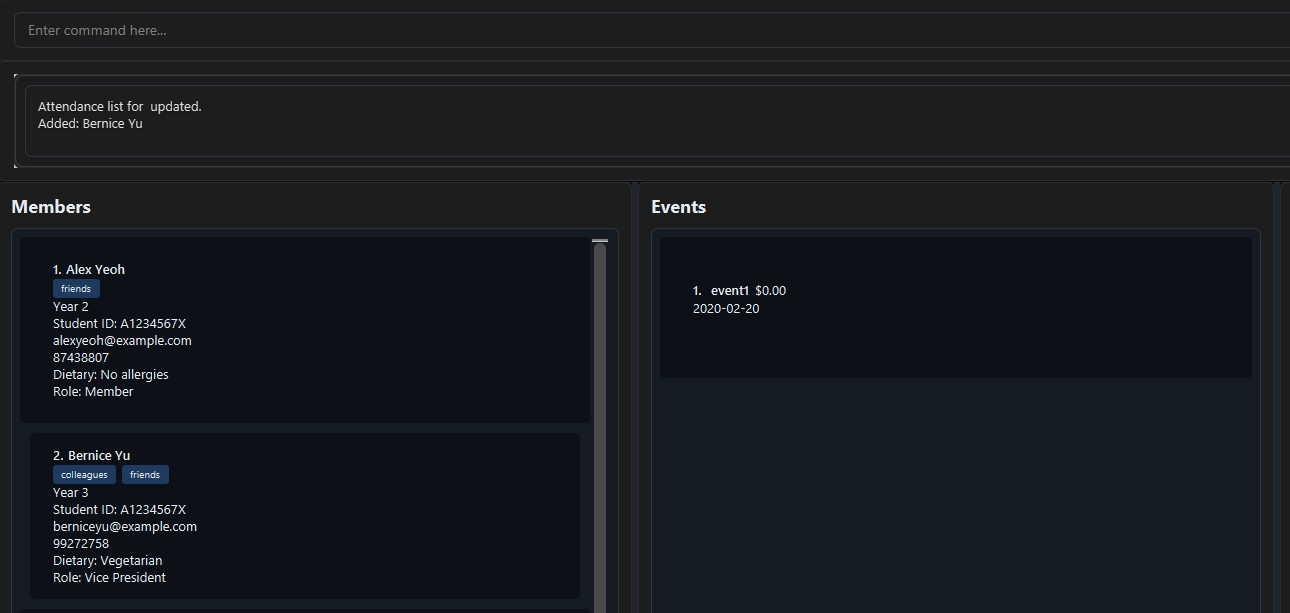 Enter command here...
Attendance list for  updated.
Added: Bernice Yu
Members
1. Alex Yeoh
friends
Year 2
Student ID: A1234567X
alexyeoh@example.com
87438807
Dietary: No allergies
Role: Member
2. Bernice Yu
colleagues friends
Year 3
Student ID: A1234567X
berniceyu@example.com
99272758
Dietary: Vegetarian
Role: Vice President
Events
1. event1 $0.00
2020-02-20